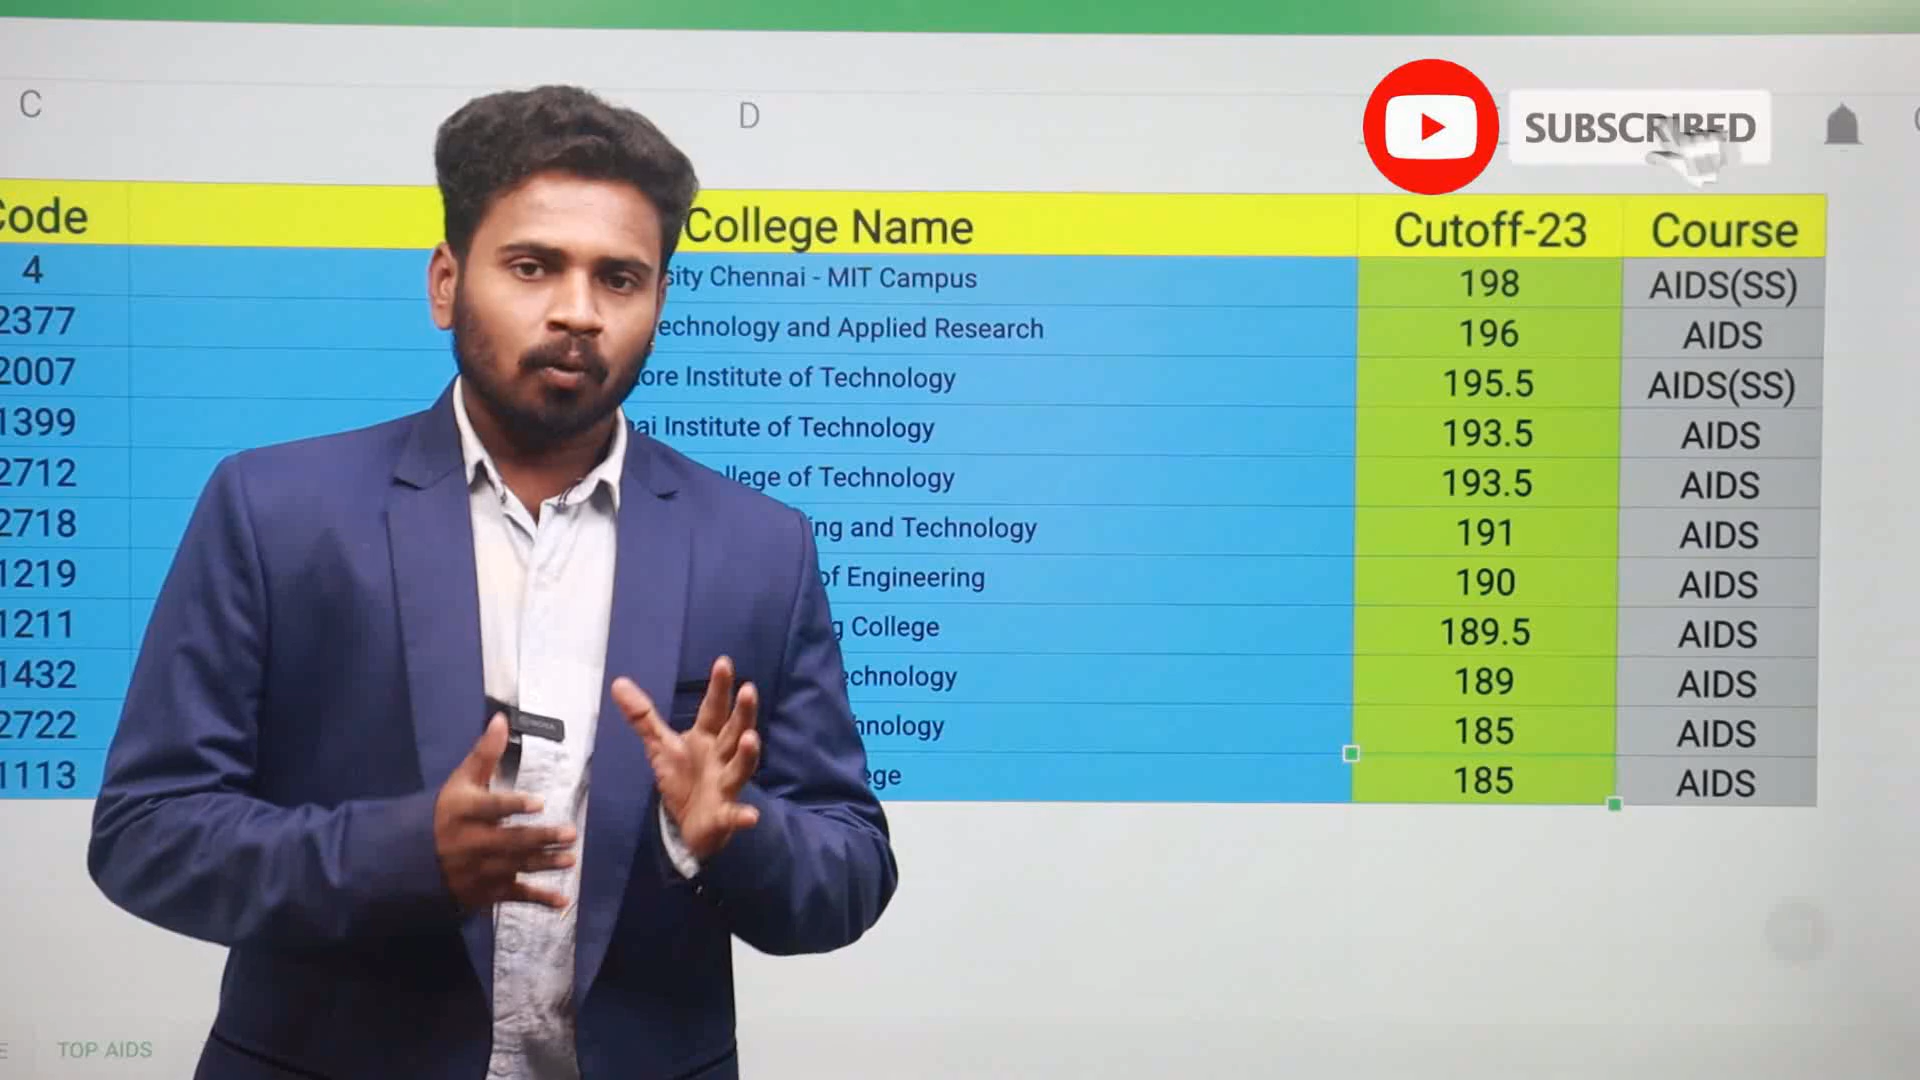 C D
SUBSCRIBED
Code College Name Cutoff-23 Course
4 sity Chennai - MIT Campus 198 AIDS(SS)
2377 echnology and Applied Research 196 AIDS
2007 ore Institute of Technology 195.5 AIDS(SS)
1399 ai Institute of Technology 193.5 AIDS
2712 llege of Technology 193.5 AIDS
2718 ing and Technology 191 AIDS
1219 of Engineering 190 AIDS
1211 g College 189.5 AIDS
1432 echnology 189 AIDS
2722 hnology 185 AIDS
1113 ege 185 AIDS
TOP AIDS